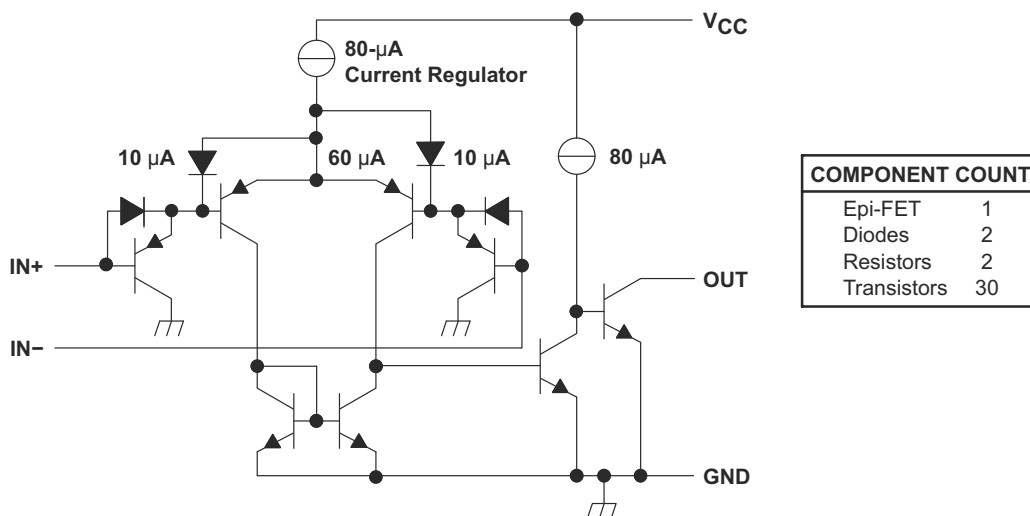 VCC
80-µA
Current Regulator
10 µA
60 µA
10 µA
80 µA
IN+
OUT
IN−
GND
COMPONENT COUNT
Epi-FET 1
Diodes 2
Resistors 2
Transistors 30